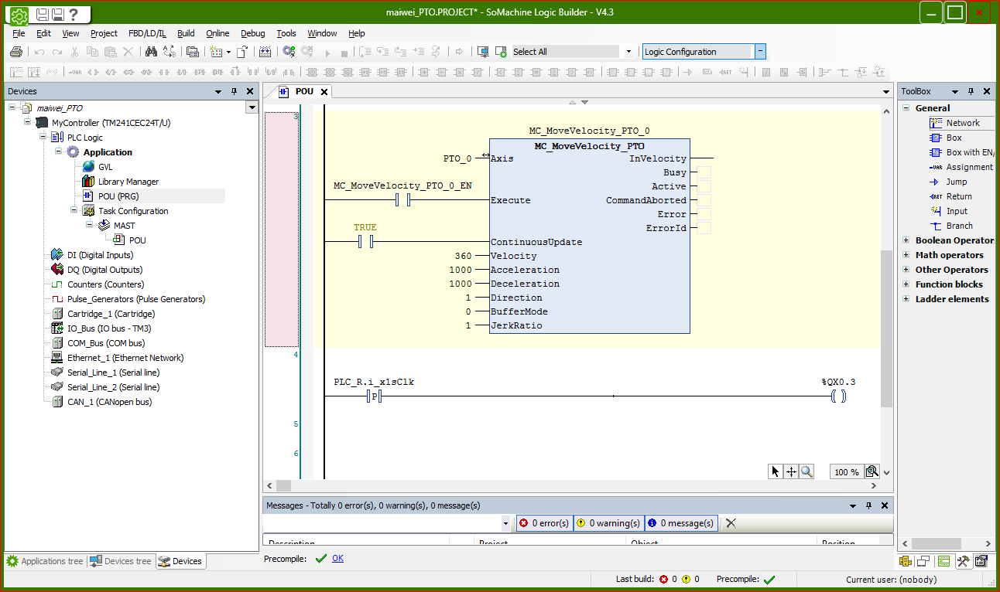 maiwei_PTO.PROJECT* - SoMachine Logic Builder - V4.3
File Edit View Project FBD/LD/IL Build Online Debug Tools Window Help
Select All
Logic Configuration
Devices
maiwei_PTO
MyController (TM241CEC24T/U)
PLC Logic
Application
GVL
Library Manager
POU (PRG)
Task Configuration
MAST
POU
DI (Digital Inputs)
DQ (Digital Outputs)
Counters (Counters)
Pulse_Generators (Pulse Generators)
Cartridge_1 (Cartridge)
IO_Bus (IO bus - TM3)
COM_Bus (COM bus)
Ethernet_1 (Ethernet Network)
Serial_Line_1 (Serial line)
Serial_Line_2 (Serial line)
CAN_1 (CANopen bus)
Applications tree Devices tree Devices
POU
3
MC_MoveVelocity_PTO_0
MC_MoveVelocity_PTO
PTO_0 Axis InVelocity
Busy
MC_MoveVelocity_PTO_0_EN Active
Execute CommandAborted
Error
TRUE ErrorId
ContinuousUpdate
360 Velocity
1000 Acceleration
1000 Deceleration
1 Direction
0 BufferMode
1 JerkRatio
4
PLC_R.i_x1sClk %QX0.3
P
5
6
100 %
Messages - Totally 0 error(s), 0 warning(s), 0 message(s)
0 error(s) 0 warning(s) 0 message(s)
Description Project Object Position
Precompile: OK
ToolBox
General
Network
Box
Box with EN/
Assignment
Jump
Return
Input
Branch
Boolean Operator
Math operators
Other Operators
Function blocks
Ladder elements
Last build: 0 0 Precompile: Current user: (nobody)